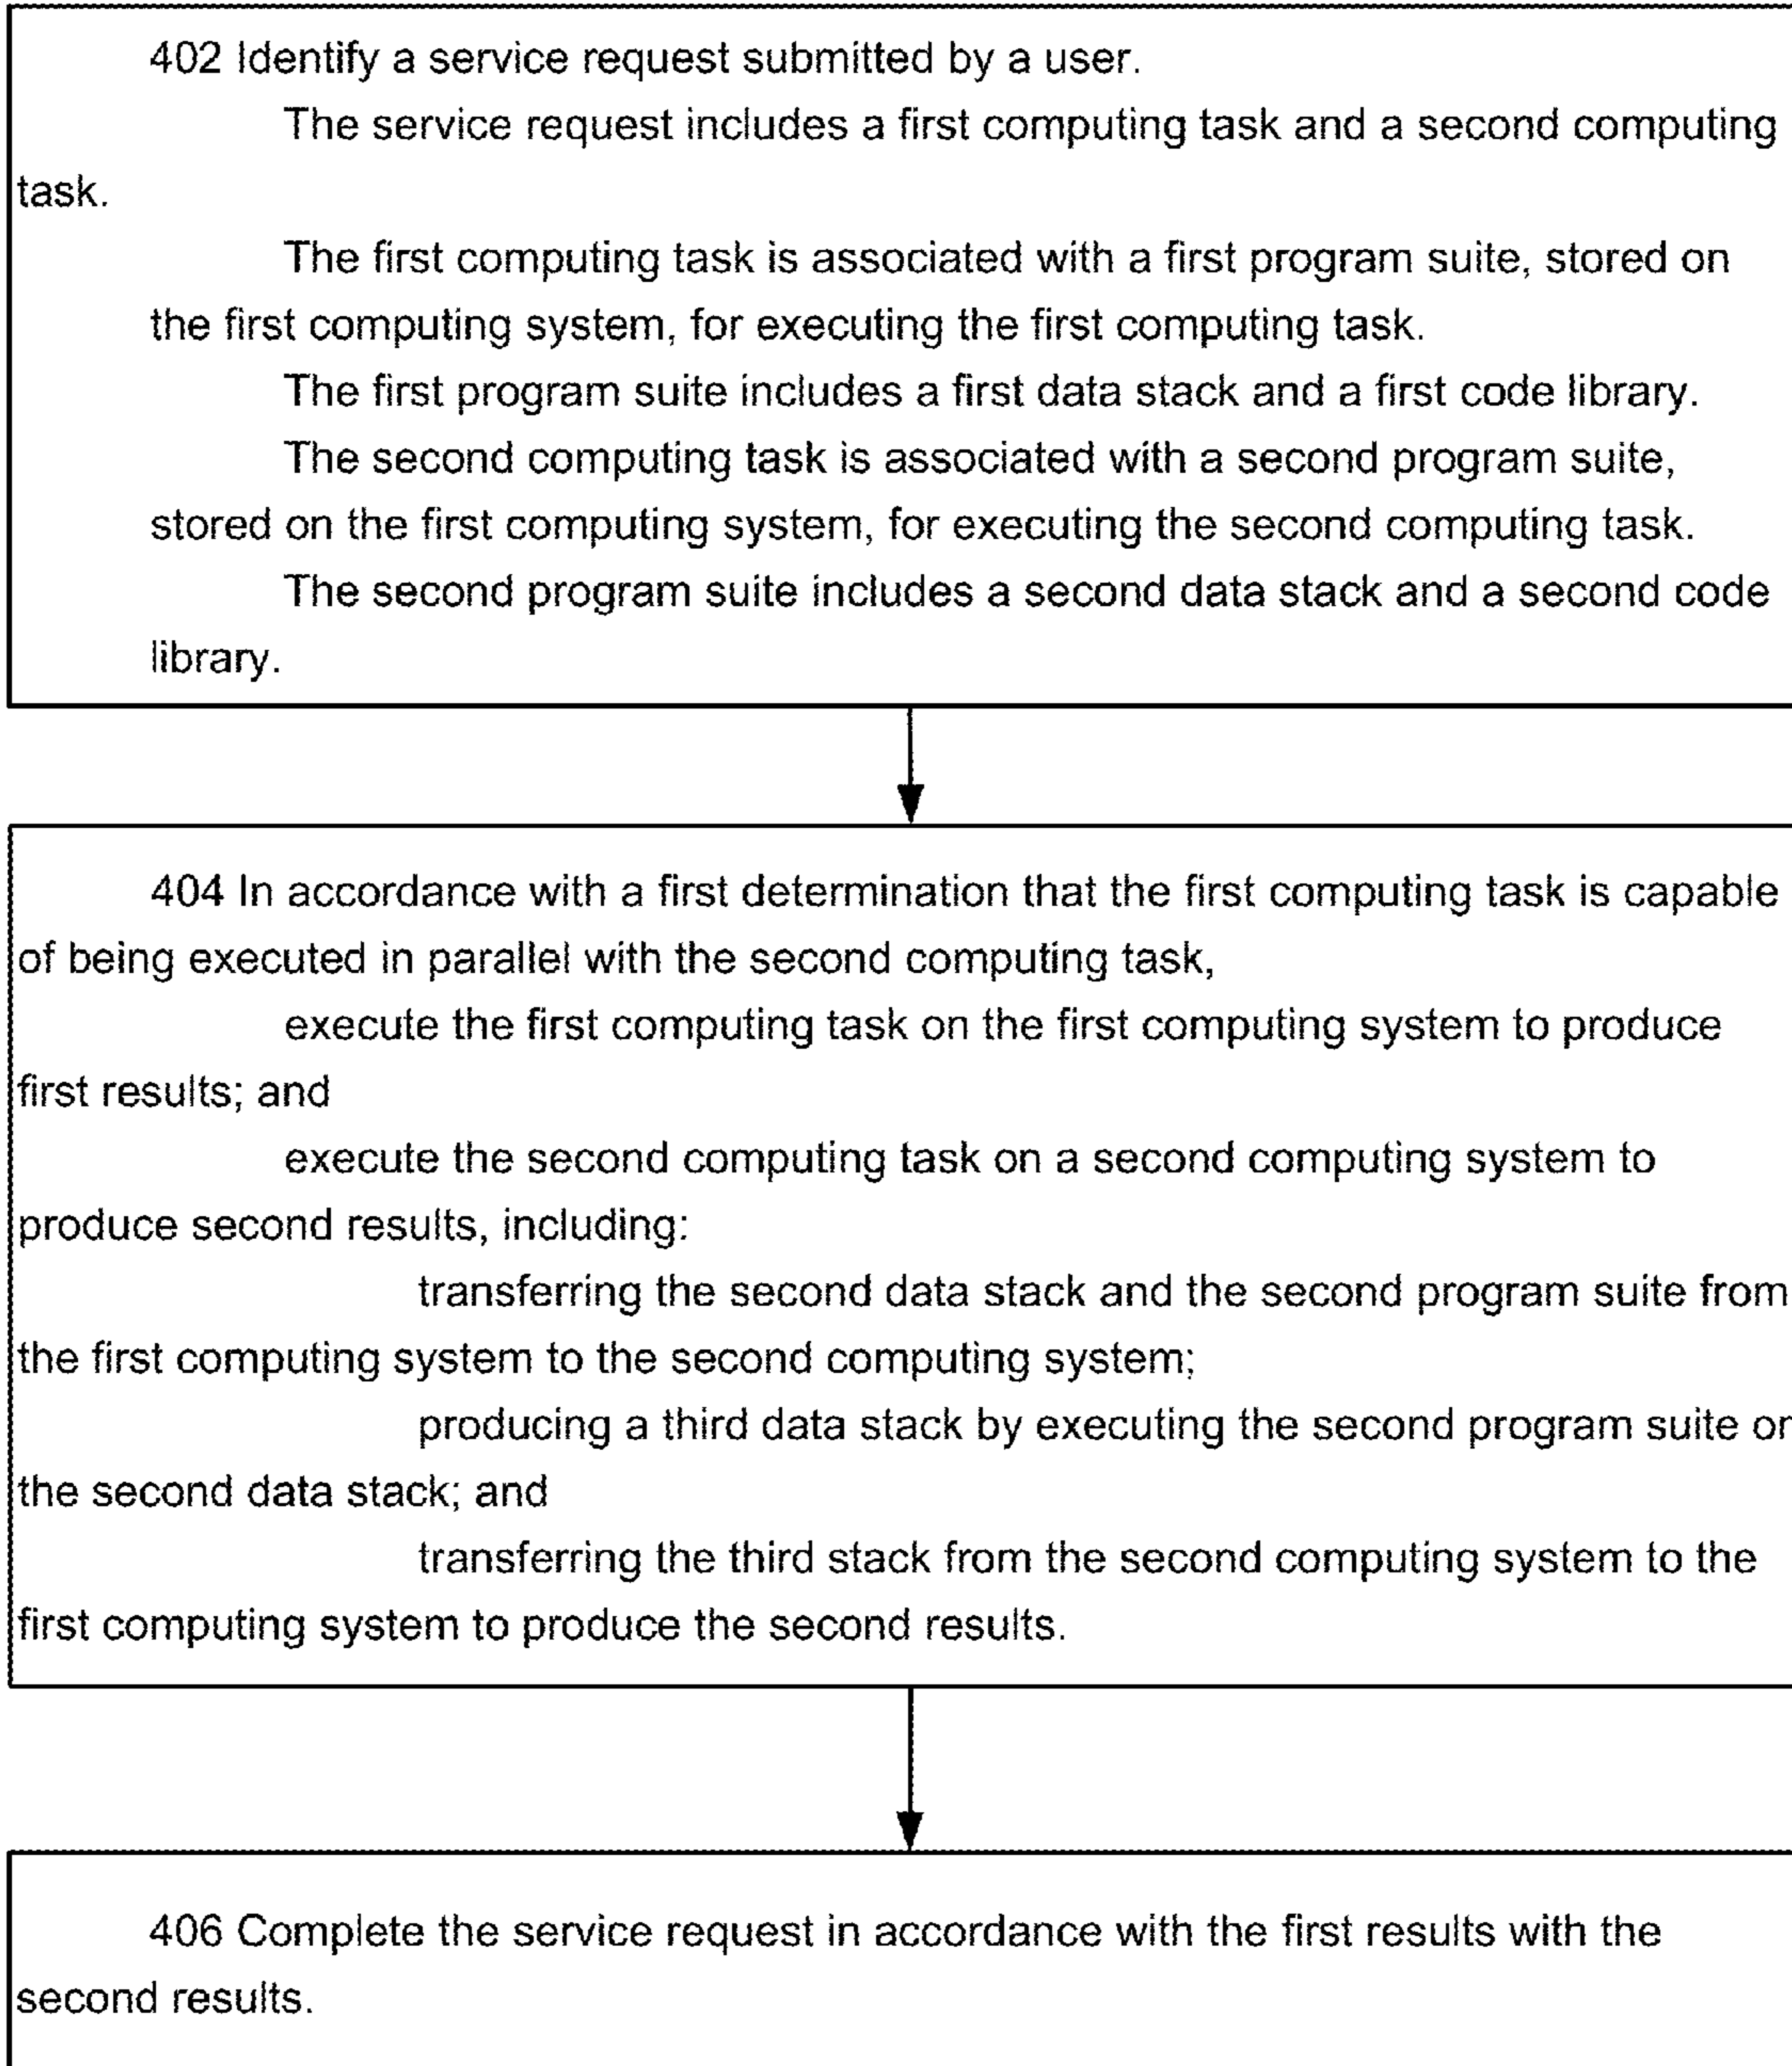 402 Identify a service request submitted by a user.
The service request includes a first computing task and a second computing
task.
The first computing task is associated with a first program suite, stored on
the first computing system, for executing the first computing task.
The first program suite includes a first data stack and a first code library.
The second computing task is associated with a second program suite,
stored on the first computing system, for executing the second computing task.
The second program suite includes a second data stack and a second code
library.
404 In accordance with a first determination that the first computing task is capable
of being executed in parallel with the second computing task,
execute the first computing task on the first computing system to produce
first results; and
execute the second computing task on a second computing system to
produce second results, including:
transferring the second data stack and the second program suite from
the first computing system to the second computing system;
producing a third data stack by executing the second program suite on
the second data stack; and
transferring the third stack from the second computing system to the
first computing system to produce the second results.
406 Complete the service request in accordance with the first results with the
second results.